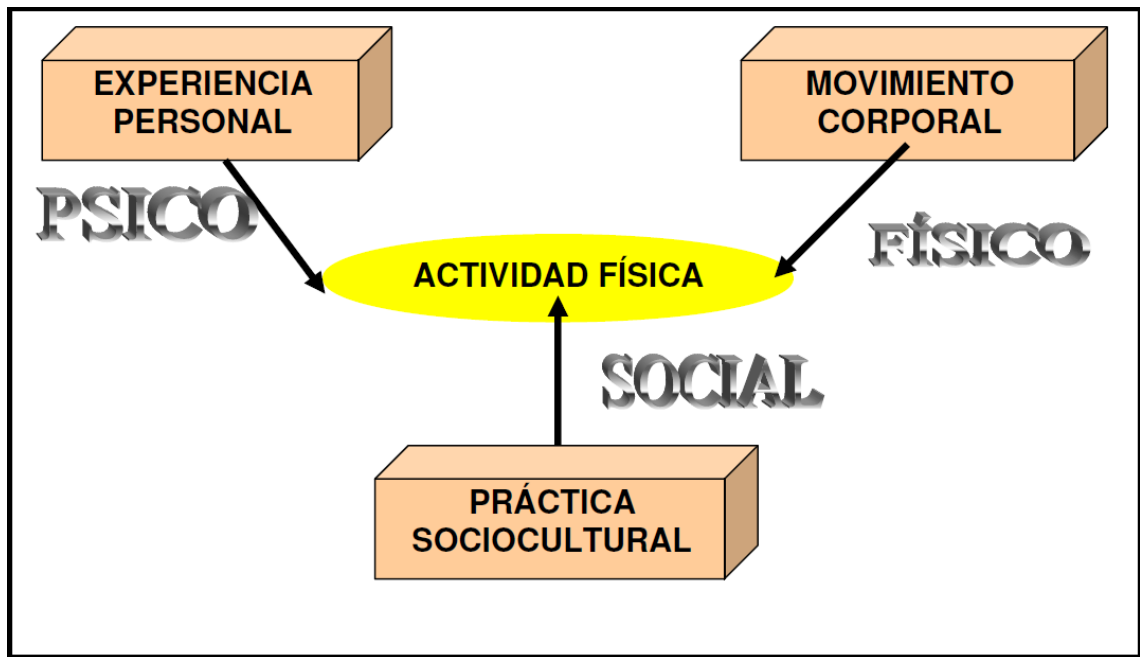 EXPERIENCIA
PERSONAL
MOVIMIENTO
CORPORAL
PSICO
FÍSICO
ACTIVIDAD FÍSICA
SOCIAL
PRÁCTICA
SOCIOCULTURAL